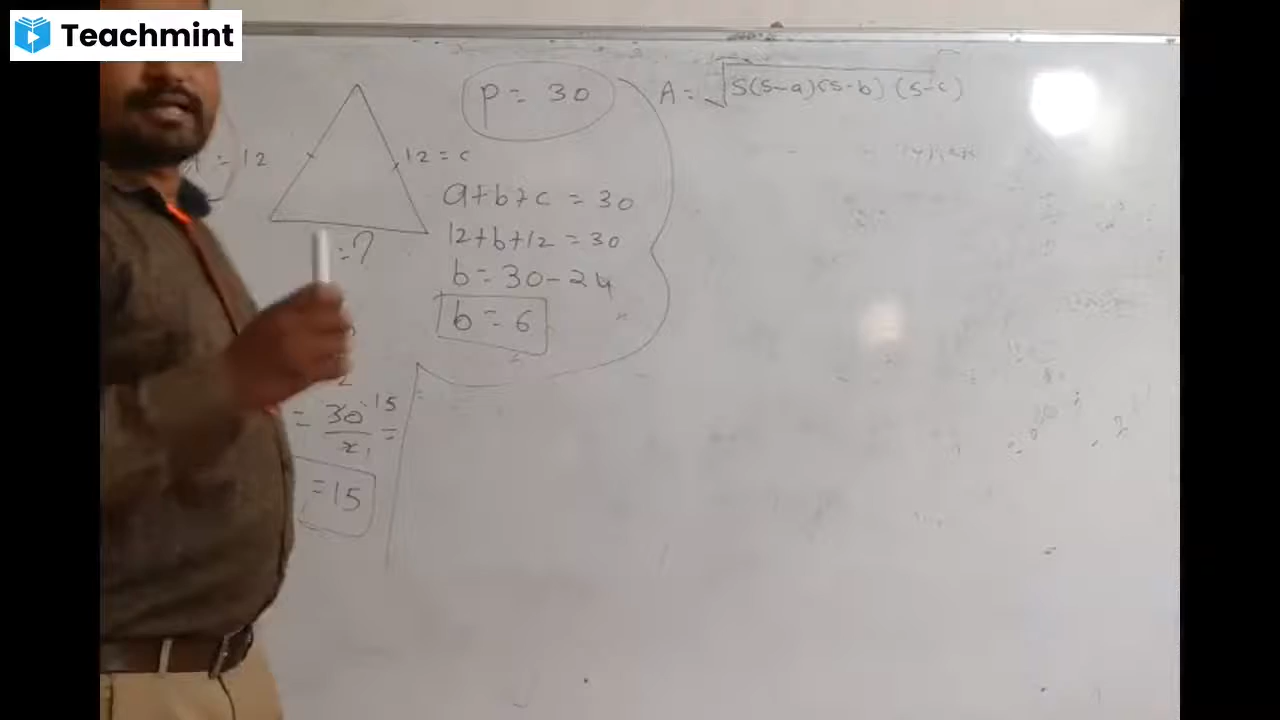 Teachmint
p = 30
A = √S(S-a)(S-b)(S-c)
= 12
12 = c
a+b+c = 30
12+b+12 = 30
= ?
b = 30-24
b = 6
2
= 30 15
=
= 15